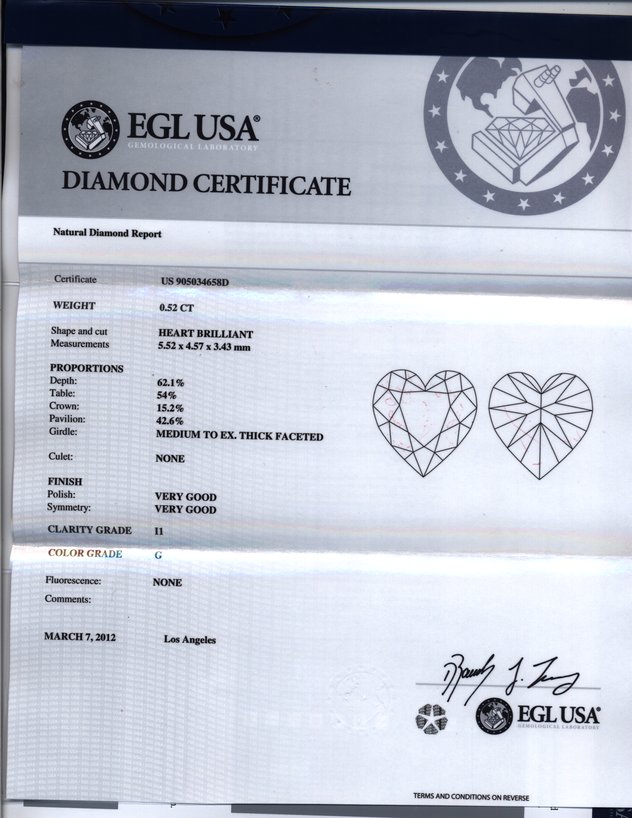 EGL USA®
GEMOLOGICAL LABORATORY
DIAMOND CERTIFICATE
Natural Diamond Report
Certificate US 905034658D
WEIGHT 0.52 CT
Shape and cut HEART BRILLIANT
Measurements 5.52 x 4.57 x 3.43 mm
PROPORTIONS
Depth: 62.1%
Table: 54%
Crown: 15.2%
Pavilion: 42.6%
Girdle: MEDIUM TO EX. THICK FACETED
Culet: NONE
FINISH
Polish: VERY GOOD
Symmetry: VERY GOOD
CLARITY GRADE I1
COLOR GRADE G
Fluorescence: NONE
Comments:
MARCH 7, 2012 Los Angeles
EGL USA®
GEMOLOGICAL LABORATORY
TERMS AND CONDITIONS ON REVERSE